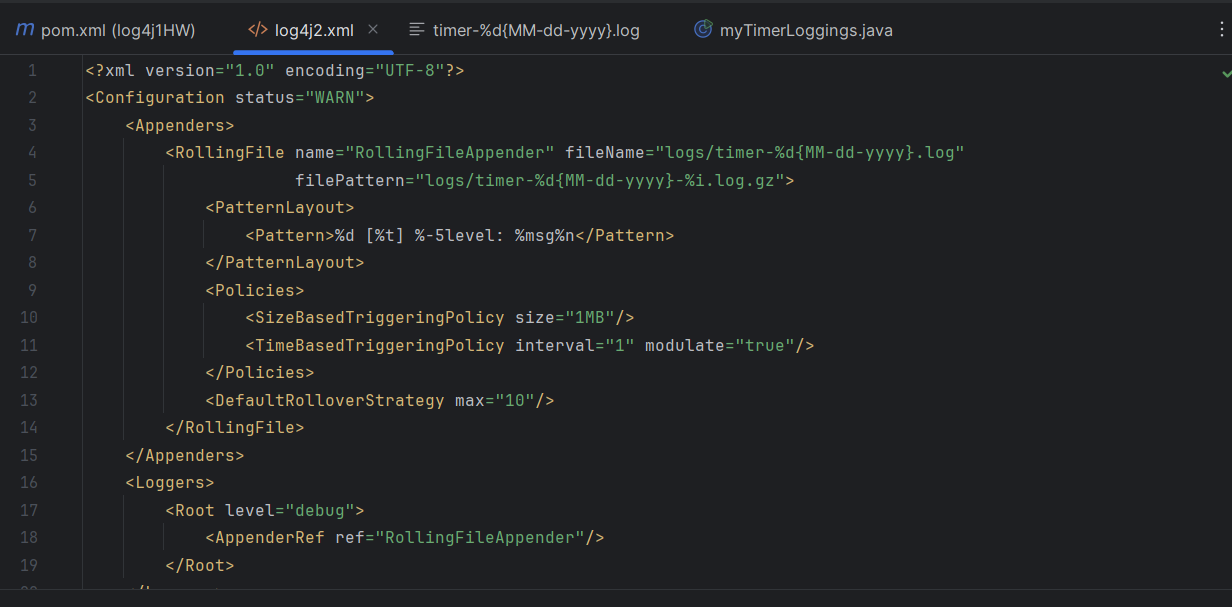 m pom.xml (log4j1HW) </> log4j2.xml × timer-%d{MM-dd-yyyy}.log myTimerLoggings.java
1 <?xml version="1.0" encoding="UTF-8"?>
2 <Configuration status="WARN">
3 <Appenders>
4 <RollingFile name="RollingFileAppender" fileName="logs/timer-%d{MM-dd-yyyy}.log"
5 filePattern="logs/timer-%d{MM-dd-yyyy}-%i.log.gz">
6 <PatternLayout>
7 <Pattern>%d [%t] %-5level: %msg%n</Pattern>
8 </PatternLayout>
9 <Policies>
10 <SizeBasedTriggeringPolicy size="1MB"/>
11 <TimeBasedTriggeringPolicy interval="1" modulate="true"/>
12 </Policies>
13 <DefaultRolloverStrategy max="10"/>
14 </RollingFile>
15 </Appenders>
16 <Loggers>
17 <Root level="debug">
18 <AppenderRef ref="RollingFileAppender"/>
19 </Root>